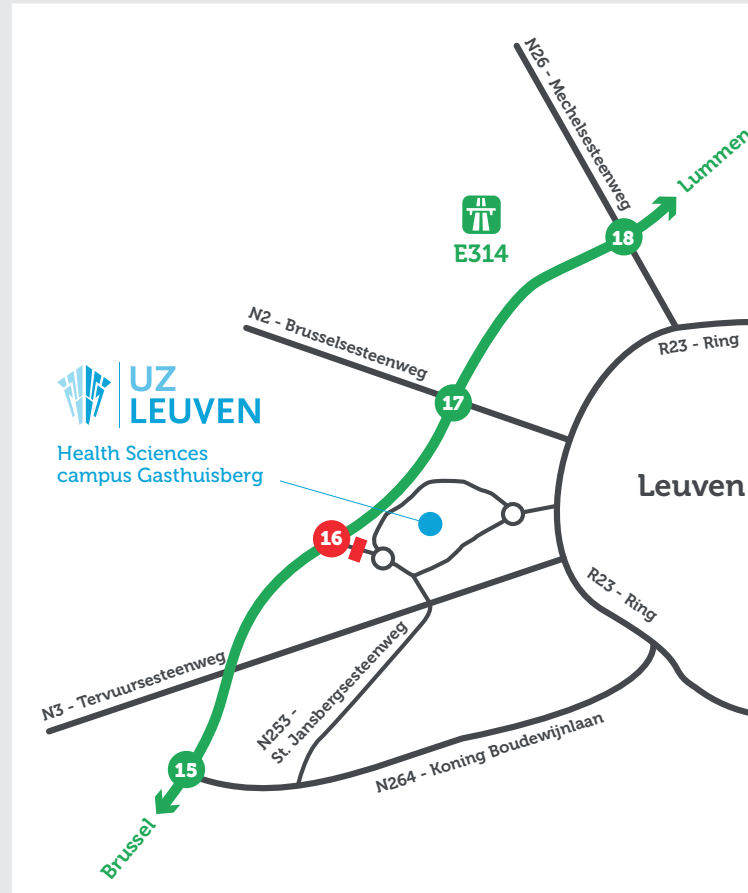 N26 - Mechelsesteenweg
Lummen
18
E314
N2 - Brusselsesteenweg
R23 - Ring
UZ
LEUVEN
17
Health Sciences
campus Gasthuisberg
Leuven
16
R23 - Ring
N3 - Tervuursesteenweg
N253 -
St. Jansbergsesteenweg
15
N264 - Koning Boudewijnlaan
Brussel